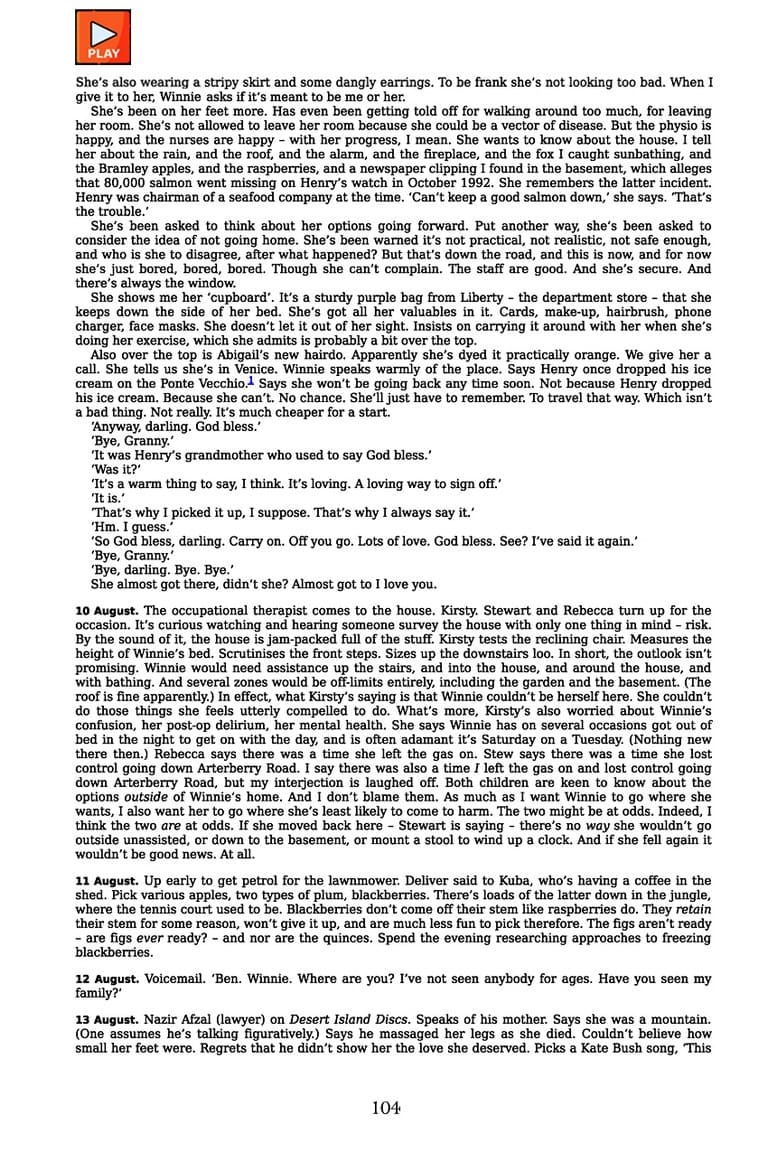 PLAY
She's also wearing a stripy skirt and some dangly earrings. To be frank she's not looking too bad. When I
give it to her, Winnie asks if it's meant to be me or her.
She's been on her feet more. Has even been getting told off for walking around too much, for leaving
her room. She's not allowed to leave her room because she could be a vector of disease. But the physio is
happy, and the nurses are happy – with her progress, I mean. She wants to know about the house. I tell
her about the rain, and the roof, and the alarm, and the fireplace, and the fox I caught sunbathing, and
the Bramley apples, and the raspberries, and a newspaper clipping I found in the basement, which alleges
that 80,000 salmon went missing on Henry's watch in October 1992. She remembers the latter incident.
Henry was chairman of a seafood company at the time. 'Can't keep a good salmon down,' she says. 'That's
the trouble.'
She's been asked to think about her options going forward. Put another way, she's been asked to
consider the idea of not going home. She's been warned it's not practical, not realistic, not safe enough,
and who is she to disagree, after what happened? But that's down the road, and this is now, and for now
she's just bored, bored, bored. Though she can't complain. The staff are good. And she's secure. And
there's always the window.
She shows me her 'cupboard'. It's a sturdy purple bag from Liberty – the department store – that she
keeps down the side of her bed. She's got all her valuables in it. Cards, make-up, hairbrush, phone
charger, face masks. She doesn't let it out of her sight. Insists on carrying it around with her when she's
doing her exercise, which she admits is probably a bit over the top.
Also over the top is Abigail's new hairdo. Apparently she's dyed it practically orange. We give her a
call. She tells us she's in Venice. Winnie speaks warmly of the place. Says Henry once dropped his ice
cream on the Ponte Vecchio.1 Says she won't be going back any time soon. Not because Henry dropped
his ice cream. Because she can't. No chance. She'll just have to remember. To travel that way. Which isn't
a bad thing. Not really. It's much cheaper for a start.
'Anyway, darling. God bless.'
'Bye, Granny.'
'It was Henry's grandmother who used to say God bless.'
'Was it?'
'It's a warm thing to say, I think. It's loving. A loving way to sign off.'
'It is.'
'That's why I picked it up, I suppose. That's why I always say it.'
'Hm. I guess.'
'So God bless, darling. Carry on. Off you go. Lots of love. God bless. See? I've said it again.'
'Bye, Granny.'
'Bye, darling. Bye. Bye.'
She almost got there, didn't she? Almost got to I love you.
10 August. The occupational therapist comes to the house. Kirsty. Stewart and Rebecca turn up for the
occasion. It's curious watching and hearing someone survey the house with only one thing in mind – risk.
By the sound of it, the house is jam-packed full of the stuff. Kirsty tests the reclining chair. Measures the
height of Winnie's bed. Scrutinises the front steps. Sizes up the downstairs loo. In short, the outlook isn't
promising. Winnie would need assistance up the stairs, and into the house, and around the house, and
with bathing. And several zones would be off-limits entirely, including the garden and the basement. (The
roof is fine apparently.) In effect, what Kirsty's saying is that Winnie couldn't be herself here. She couldn't
do those things she feels utterly compelled to do. What's more, Kirsty's also worried about Winnie's
confusion, her post-op delirium, her mental health. She says Winnie has on several occasions got out of
bed in the night to get on with the day, and is often adamant it's Saturday on a Tuesday. (Nothing new
there then.) Rebecca says there was a time she left the gas on. Stew says there was a time she lost
control going down Arterberry Road. I say there was also a time I left the gas on and lost control going
down Arterberry Road, but my interjection is laughed off. Both children are keen to know about the
options outside of Winnie's home. And I don't blame them. As much as I want Winnie to go where she
wants, I also want her to go where she's least likely to come to harm. The two might be at odds. Indeed, I
think the two are at odds. If she moved back here – Stewart is saying – there's no way she wouldn't go
outside unassisted, or down to the basement, or mount a stool to wind up a clock. And if she fell again it
wouldn't be good news. At all.
11 August. Up early to get petrol for the lawnmower. Deliver said to Kuba, who's having a coffee in the
shed. Pick various apples, two types of plum, blackberries. There's loads of the latter down in the jungle,
where the tennis court used to be. Blackberries don't come off their stem like raspberries do. They retain
their stem for some reason, won't give it up, and are much less fun to pick therefore. The figs aren't ready
– are figs ever ready? – and nor are the quinces. Spend the evening researching approaches to freezing
blackberries.
12 August. Voicemail. 'Ben. Winnie. Where are you? I've not seen anybody for ages. Have you seen my
family?'
13 August. Nazir Afzal (lawyer) on Desert Island Discs. Speaks of his mother. Says she was a mountain.
(One assumes he's talking figuratively.) Says he massaged her legs as she died. Couldn't believe how
small her feet were. Regrets that he didn't show her the love she deserved. Picks a Kate Bush song, 'This
104